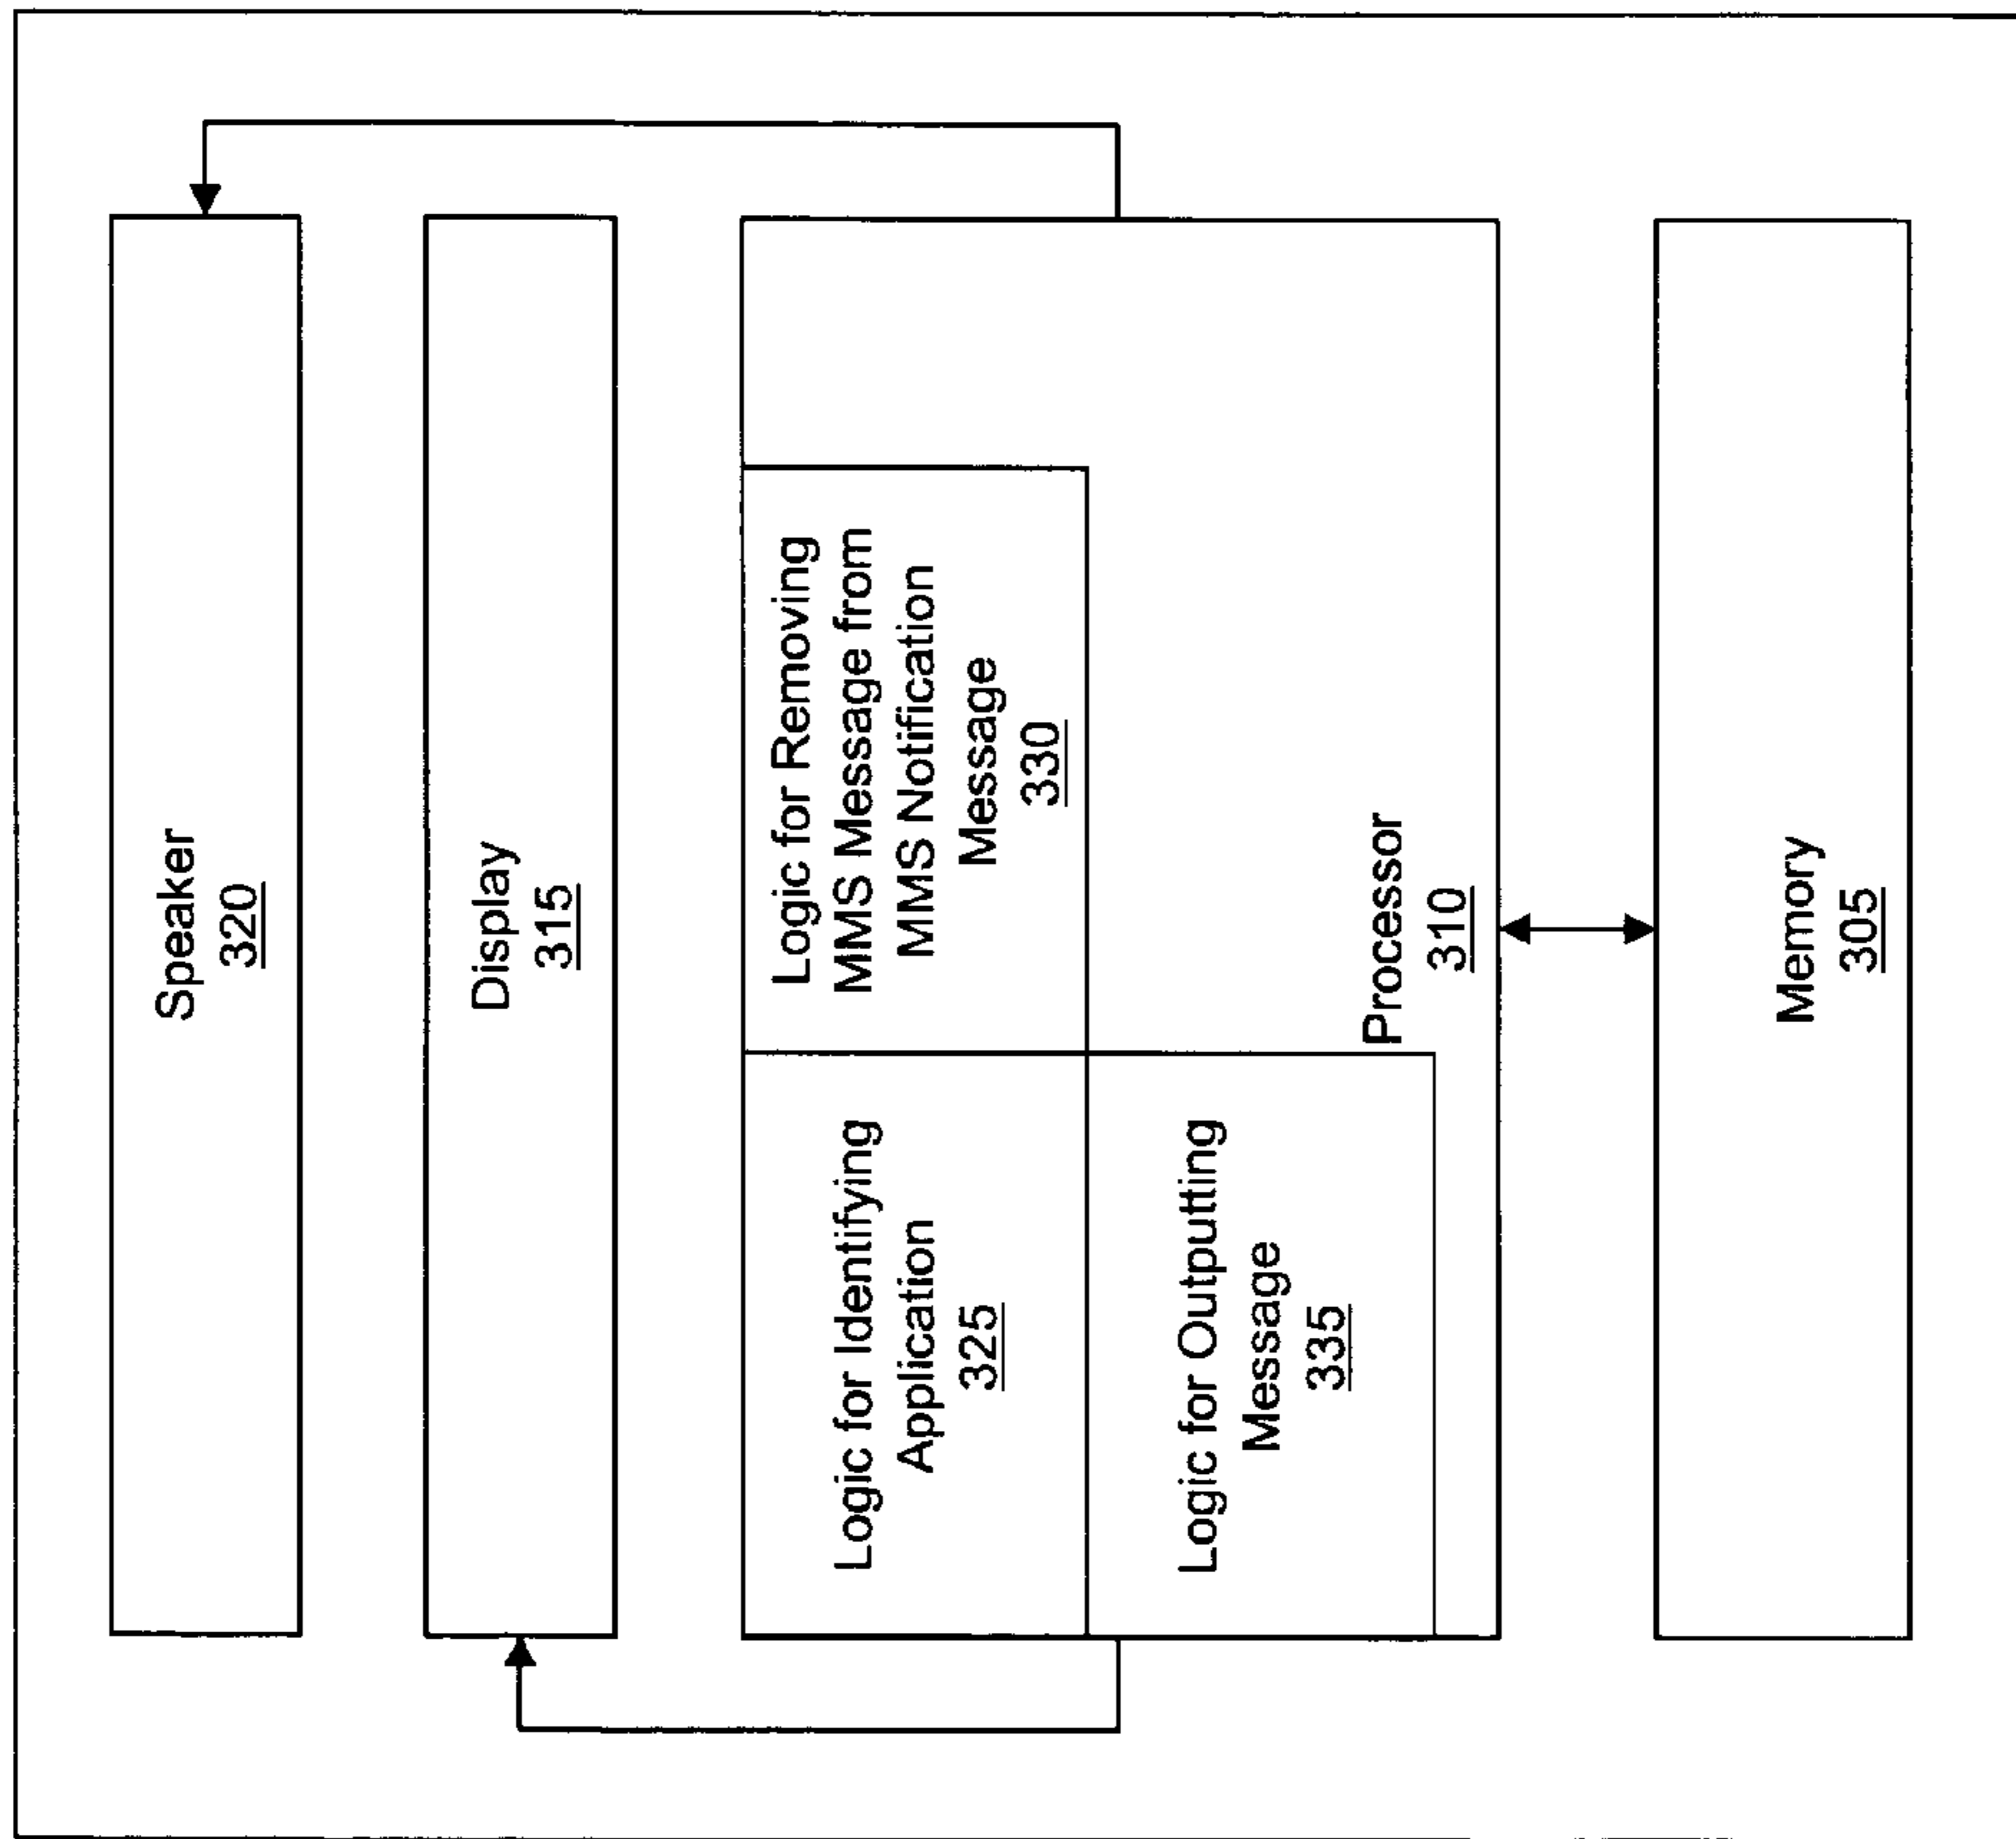 Speaker
320
Display
315
Logic for Identifying
Application
325
Logic for Removing
MMS Message from
MMS Notification
Message
330
Logic for Outputting
Message
335
Processor
310
Memory
305